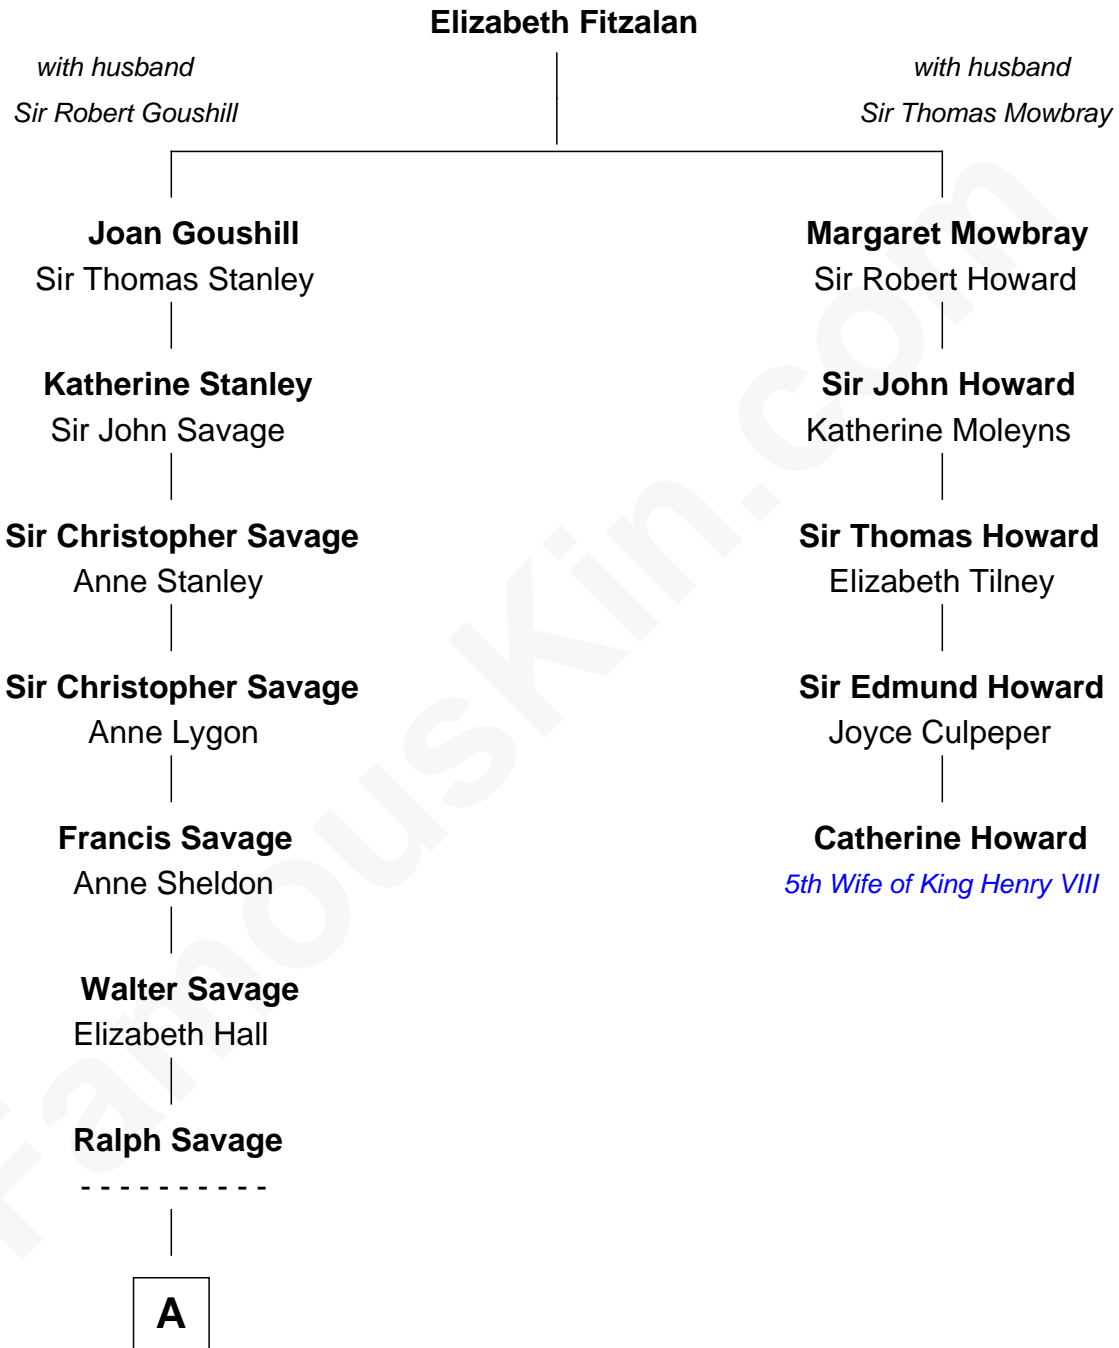 Elizabeth Fitzalan
with husband
Sir Robert Goushill
with husband
Sir Thomas Mowbray
Joan Goushill
Sir Thomas Stanley
Margaret Mowbray
Sir Robert Howard
Katherine Stanley
Sir John Savage
Sir John Howard
Katherine Moleyns
Sir Christopher Savage
Anne Stanley
Sir Thomas Howard
Elizabeth Tilney
Sir Christopher Savage
Anne Lygon
Sir Edmund Howard
Joyce Culpeper
Francis Savage
Anne Sheldon
Catherine Howard
5th Wife of King Henry VIII
Walter Savage
Elizabeth Hall
Ralph Savage
- - - - - - - - - -
A
FamousKin.com